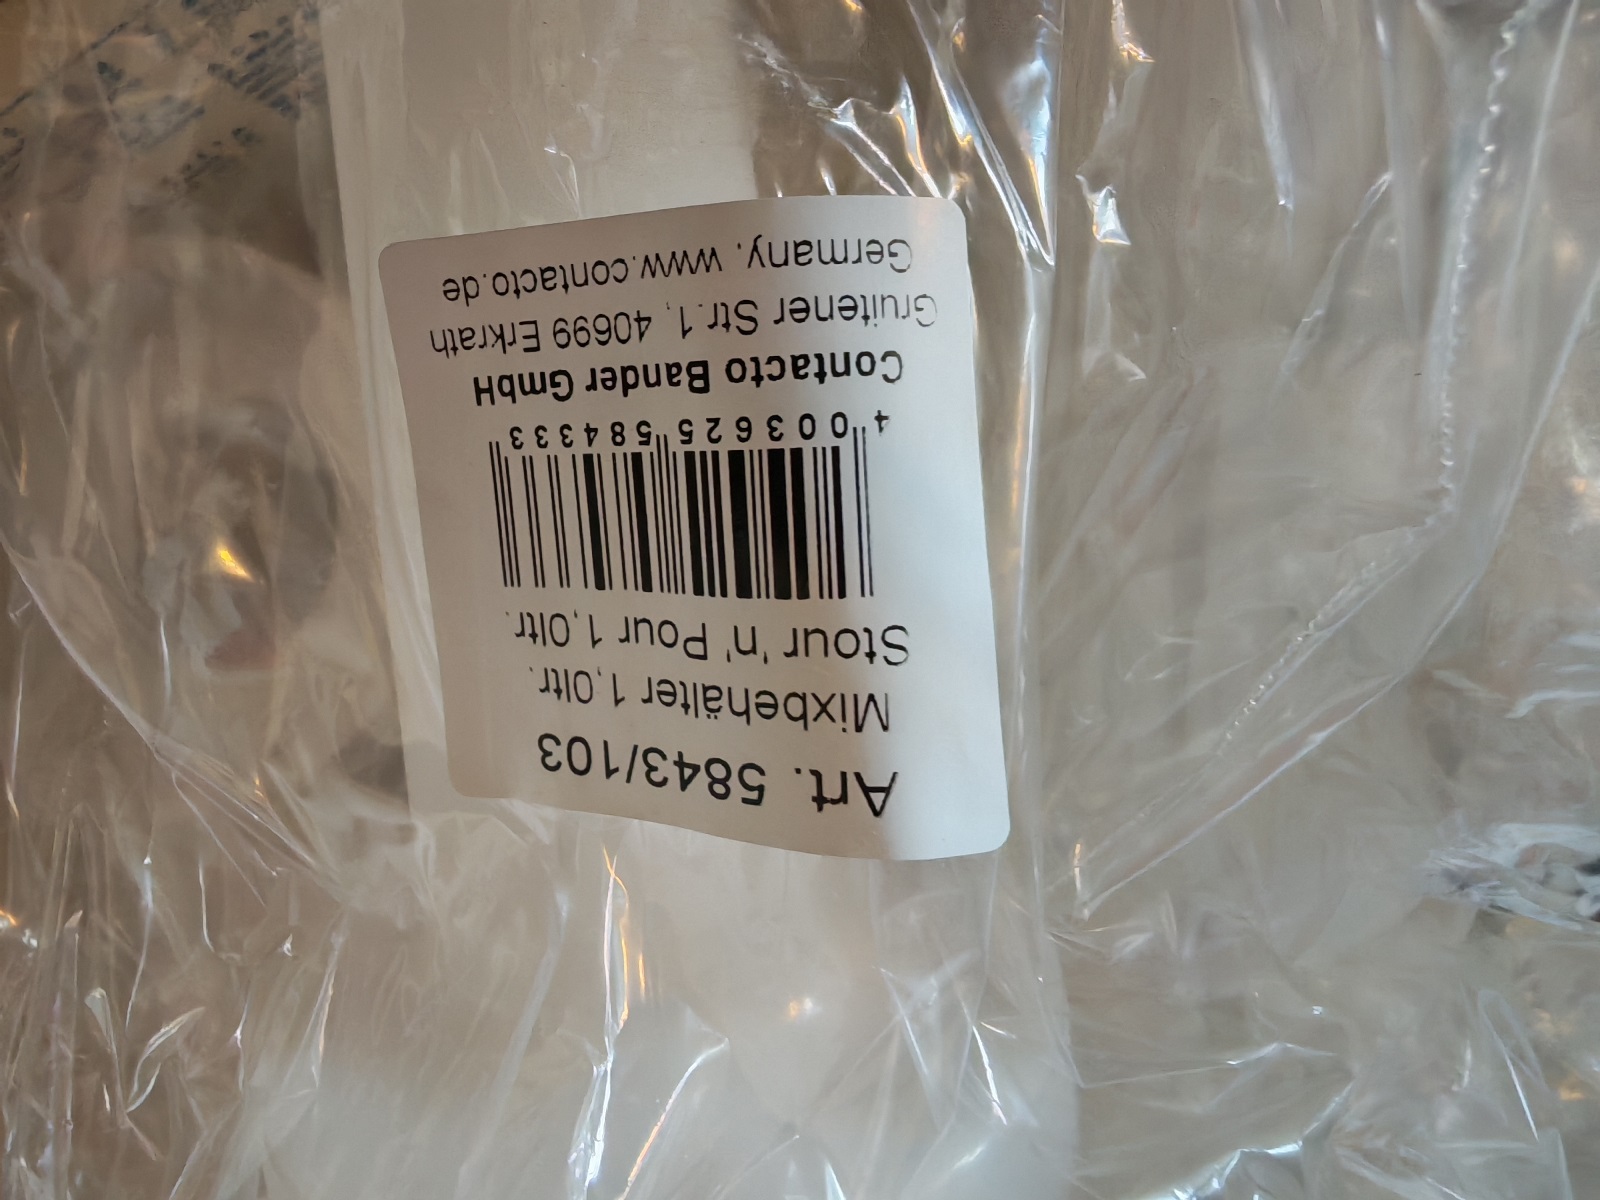 Art. 5843/103
Mixbehälter 1,0ltr.
Stour 'n' Pour 1,0ltr.
4 003625 584333
Contacto Bander GmbH
Gruitener Str.1, 40699 Erkrath
Germany, www.contacto.de